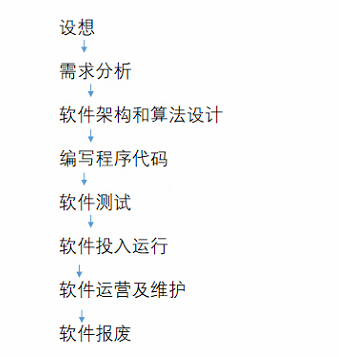 设想
需求分析
软件架构和算法设计
编写程序代码
软件测试
软件投入运行
软件运营及维护
软件报废